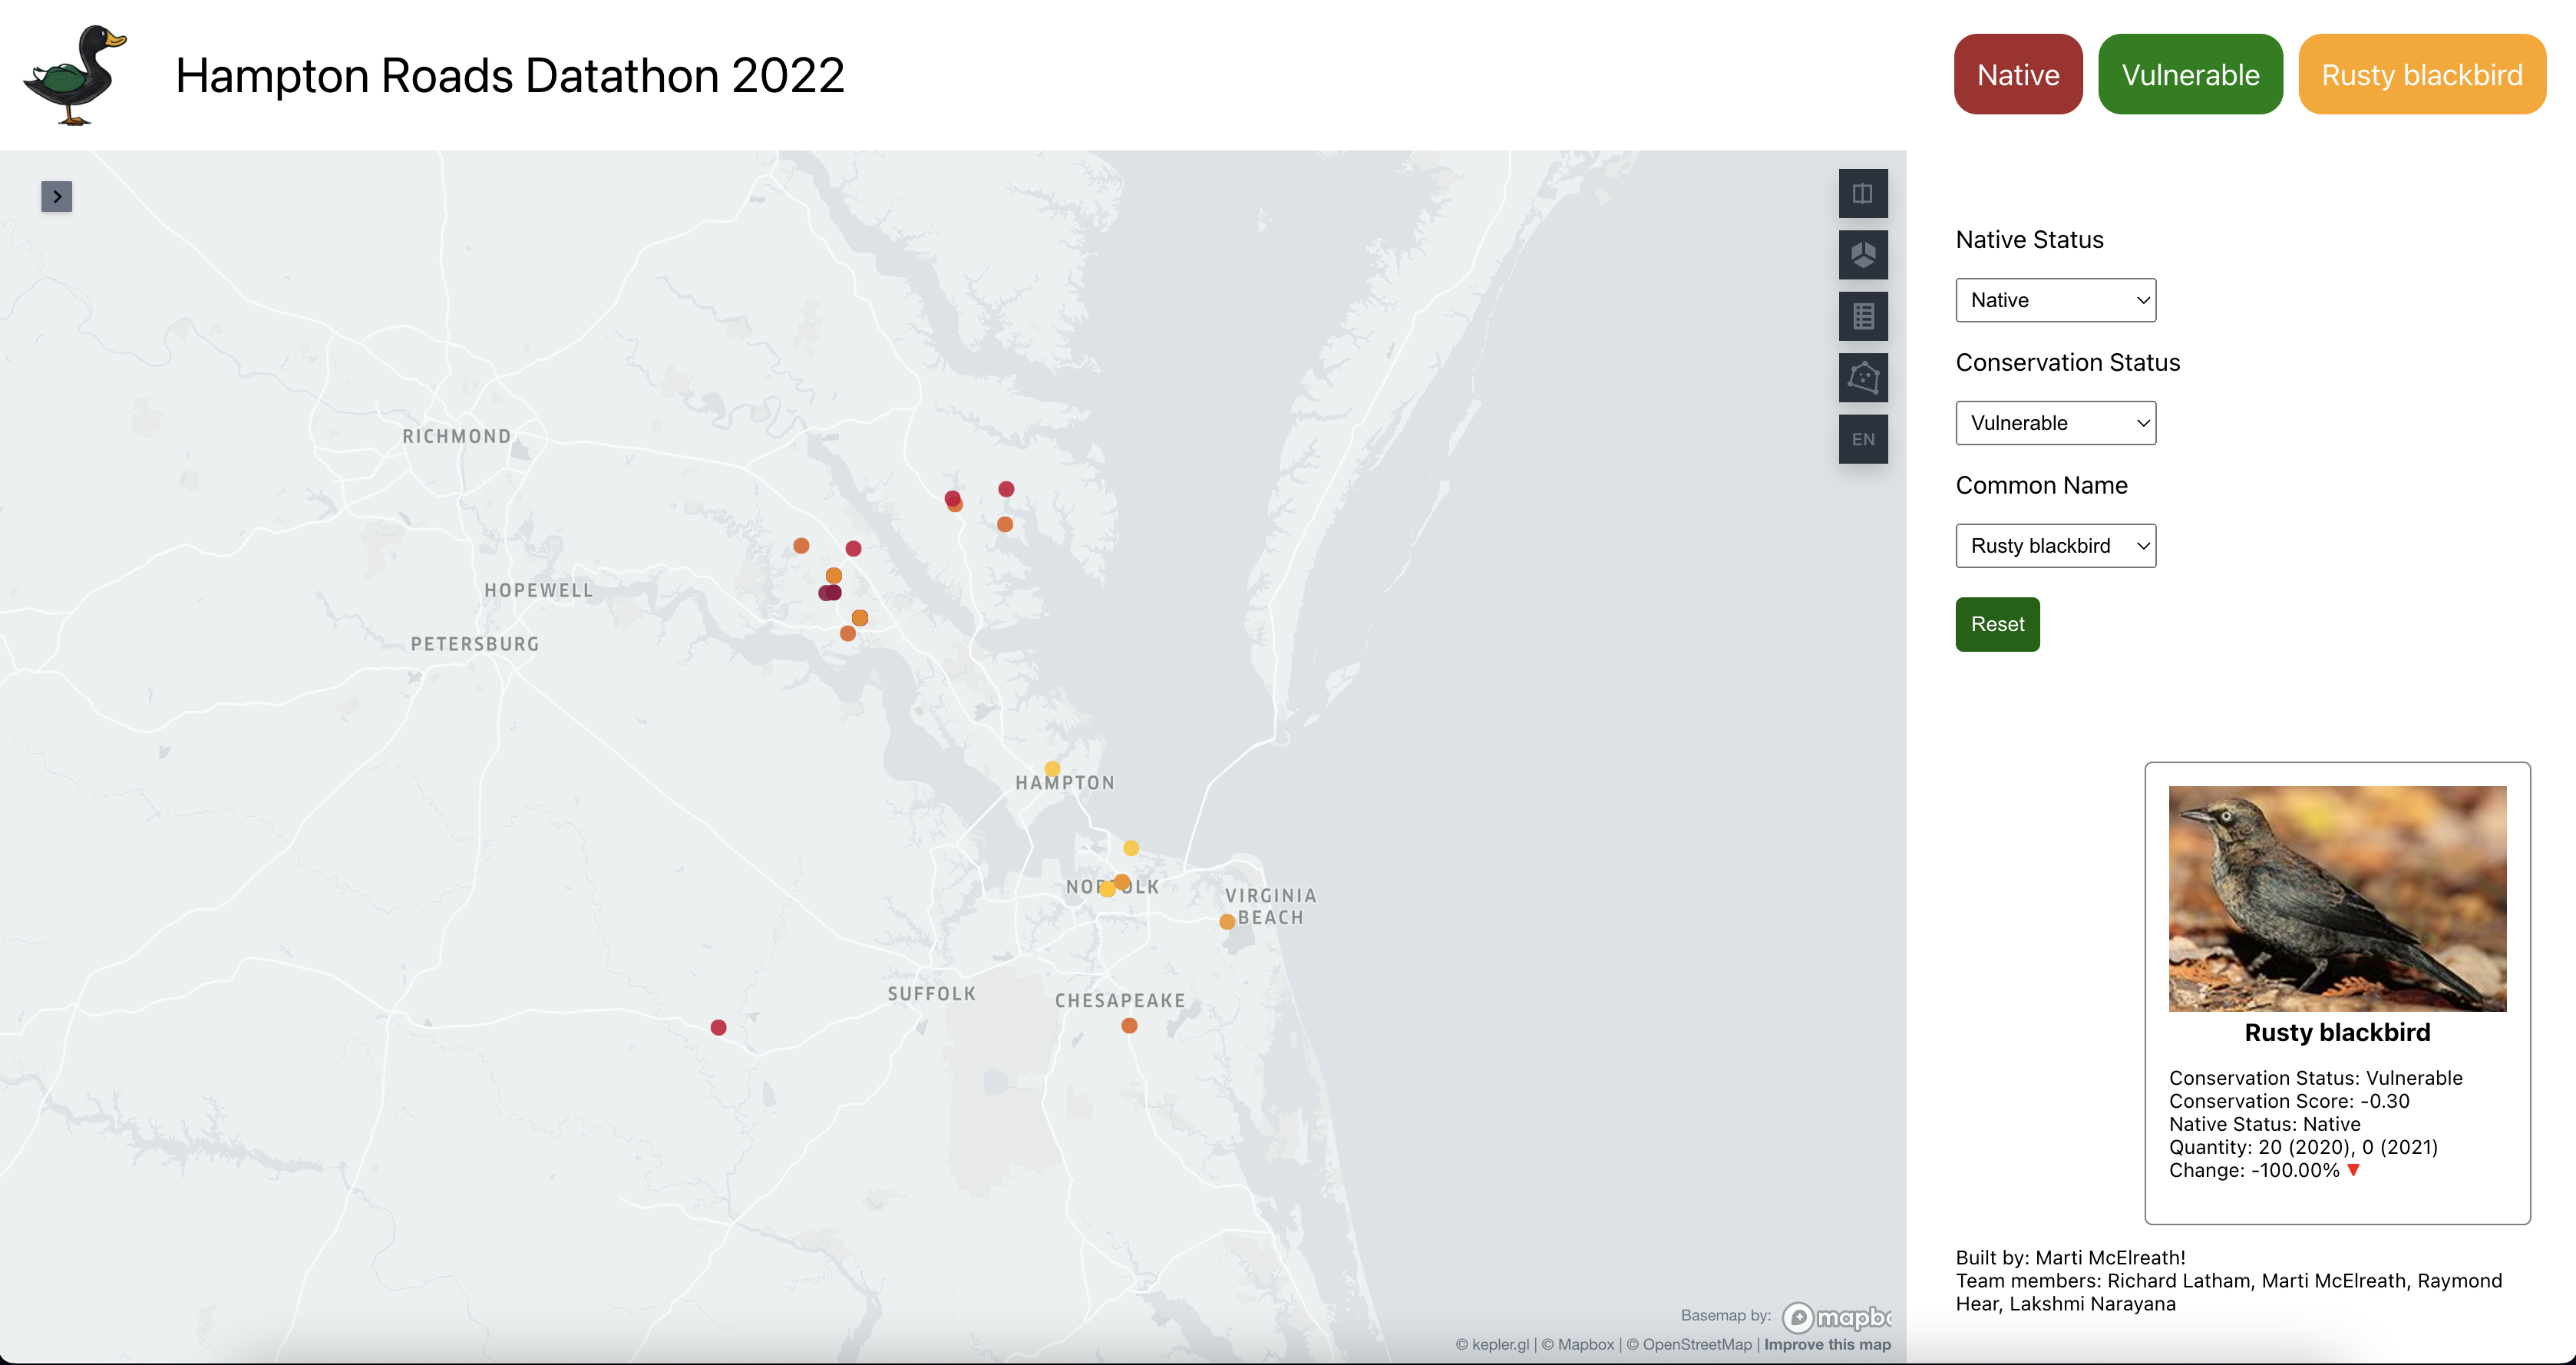 Hampton Roads Datathon 2022
Native
Vulnerable
Rusty blackbird
EN
RICHMOND
HOPEWELL
PETERSBURG
HAMPTON
NORFOLK
VIRGINIA
BEACH
SUFFOLK
CHESAPEAKE
Basemap by:
© kepler.gl | © Mapbox | © OpenStreetMap | Improve this map
Native Status
Native
Conservation Status
Vulnerable
Common Name
Rusty blackbird
Reset
Rusty blackbird
Conservation Status: Vulnerable
Conservation Score: -0.30
Native Status: Native
Quantity: 20 (2020), 0 (2021)
Change: -100.00%
Built by: Marti McElreath!
Team members: Richard Latham, Marti McElreath, Raymond
Hear, Lakshmi Narayana